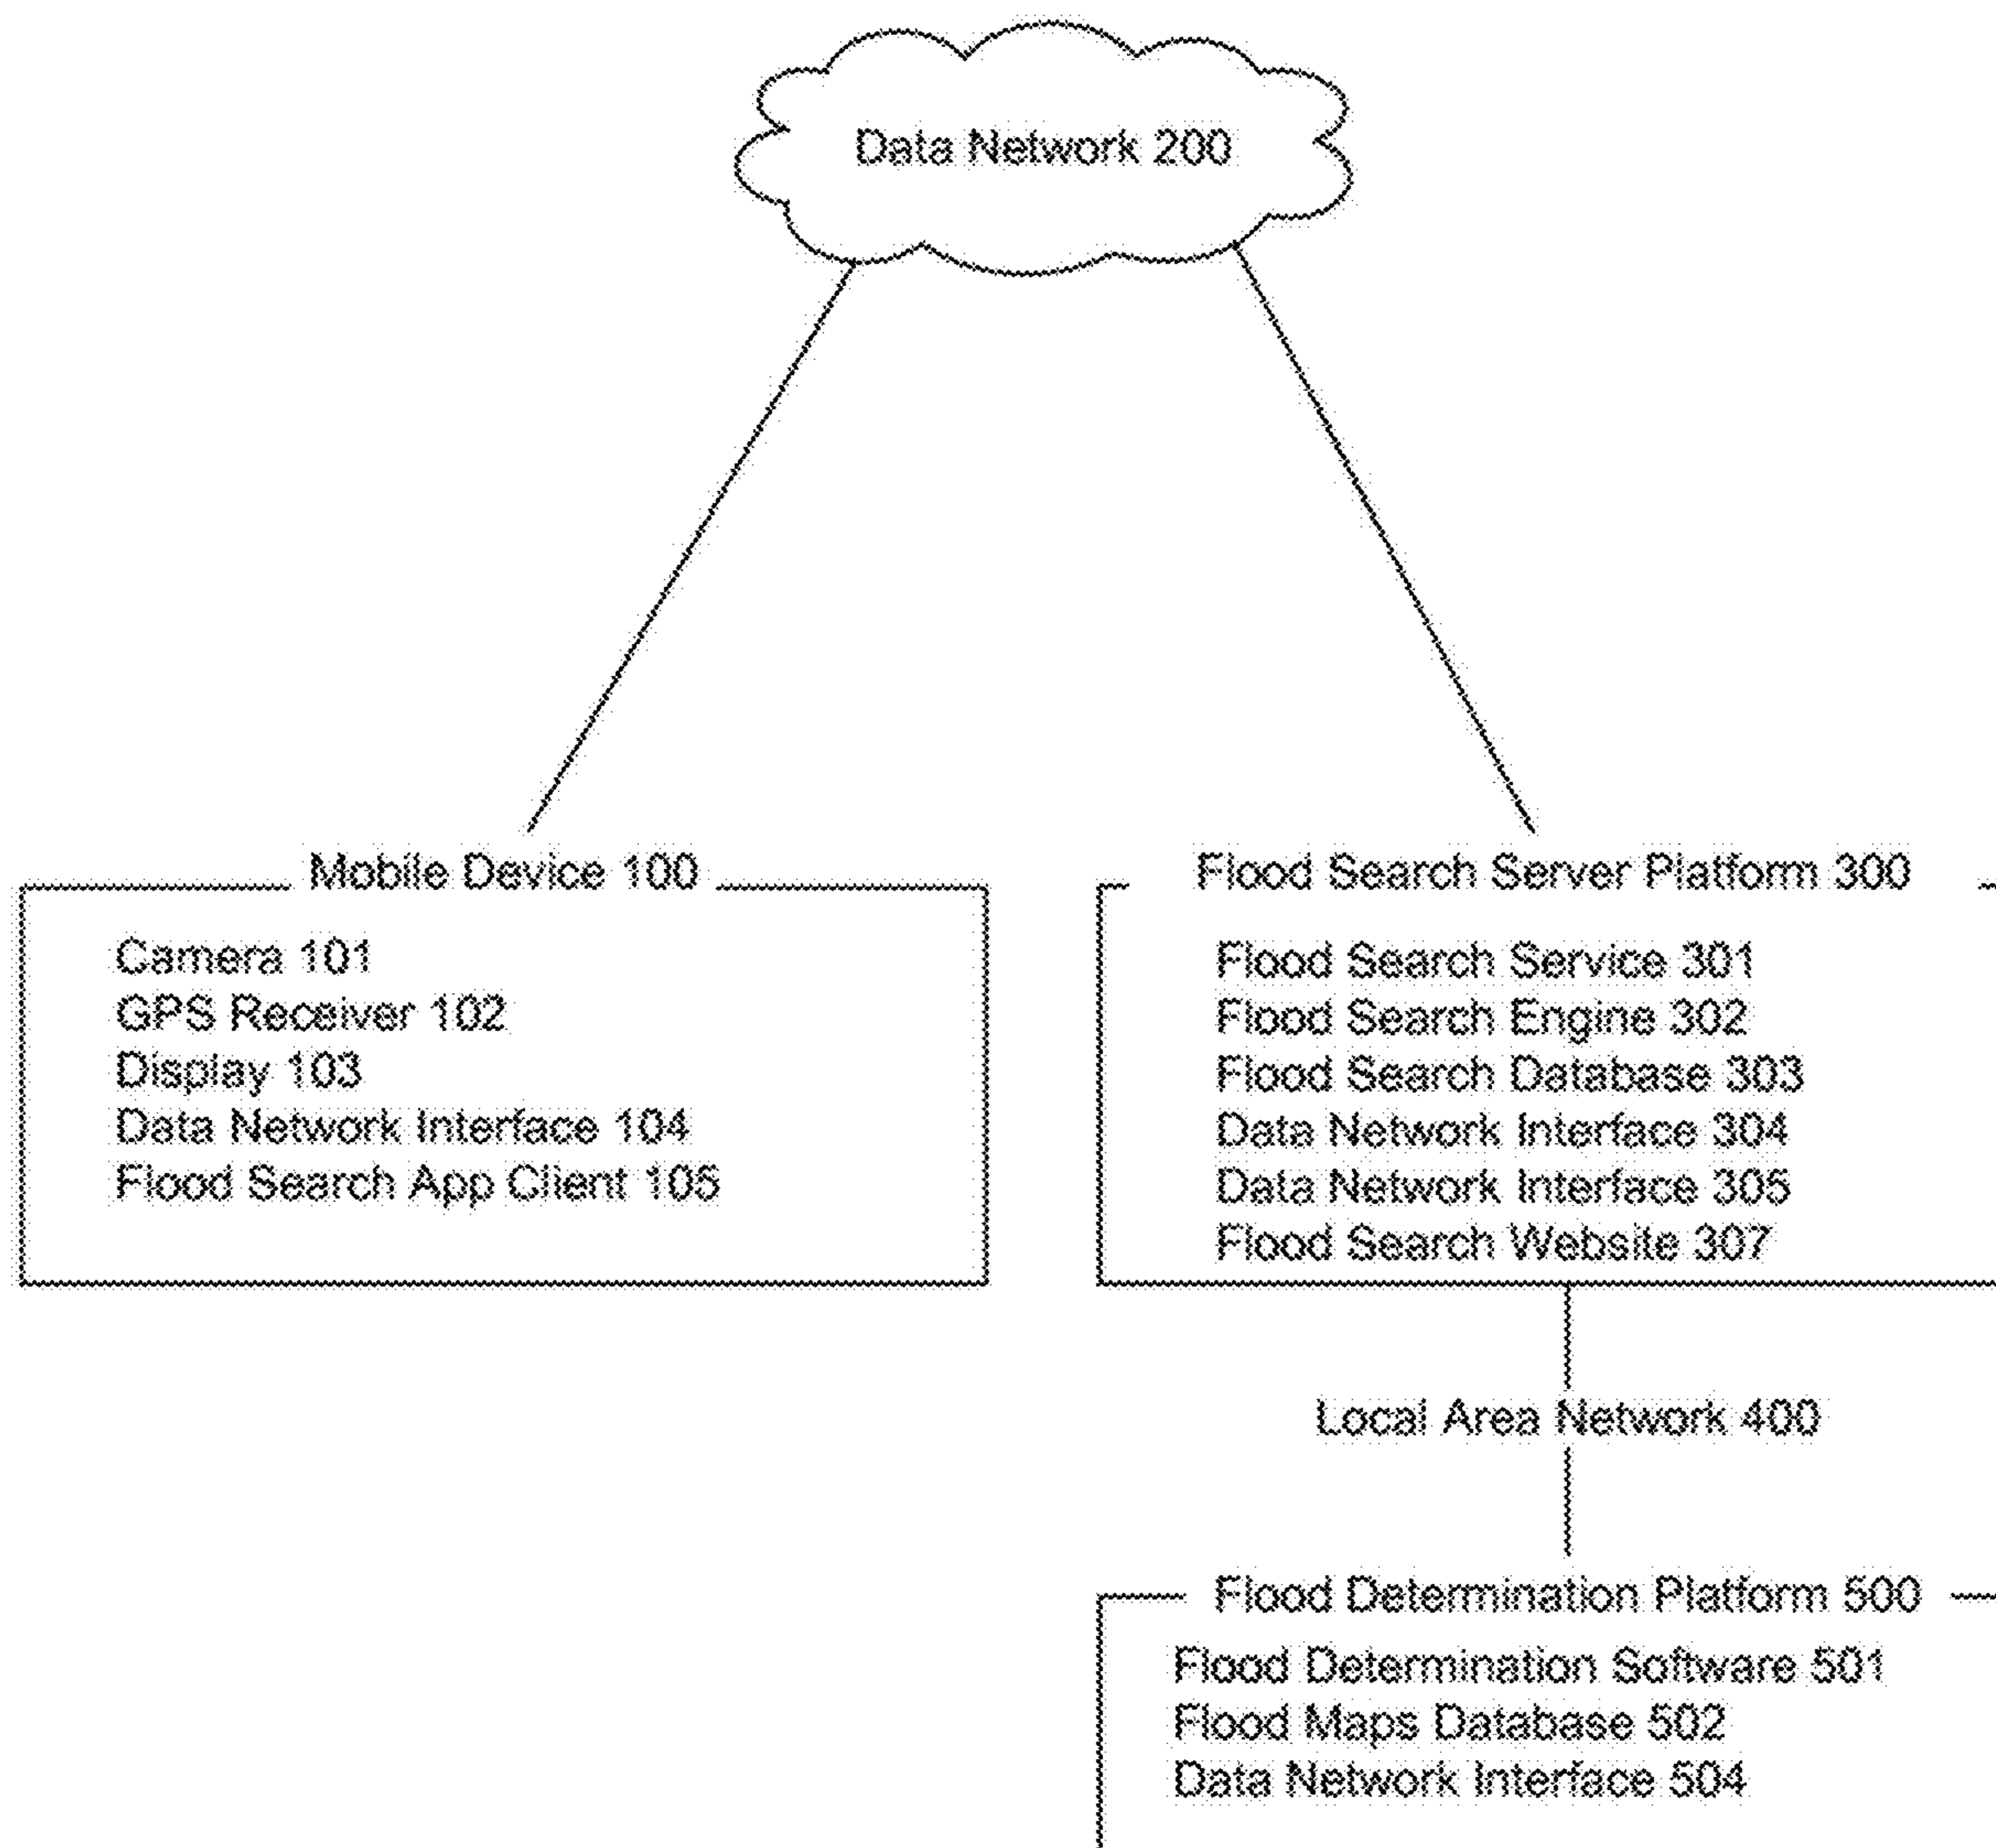 Data Network 200
Mobile Device 100
Camera 101
GPS Receiver 102
Display 103
Data Network Interface 104
Flood Search App Client 105
Flood Search Server Platform 300
Flood Search Service 301
Flood Search Engine 302
Flood Search Database 303
Data Network Interface 304
Data Network Interface 305
Flood Search Website 307
Local Area Network 400
Flood Determination Platform 500
Flood Determination Software 501
Flood Maps Database 502
Data Network Interface 504